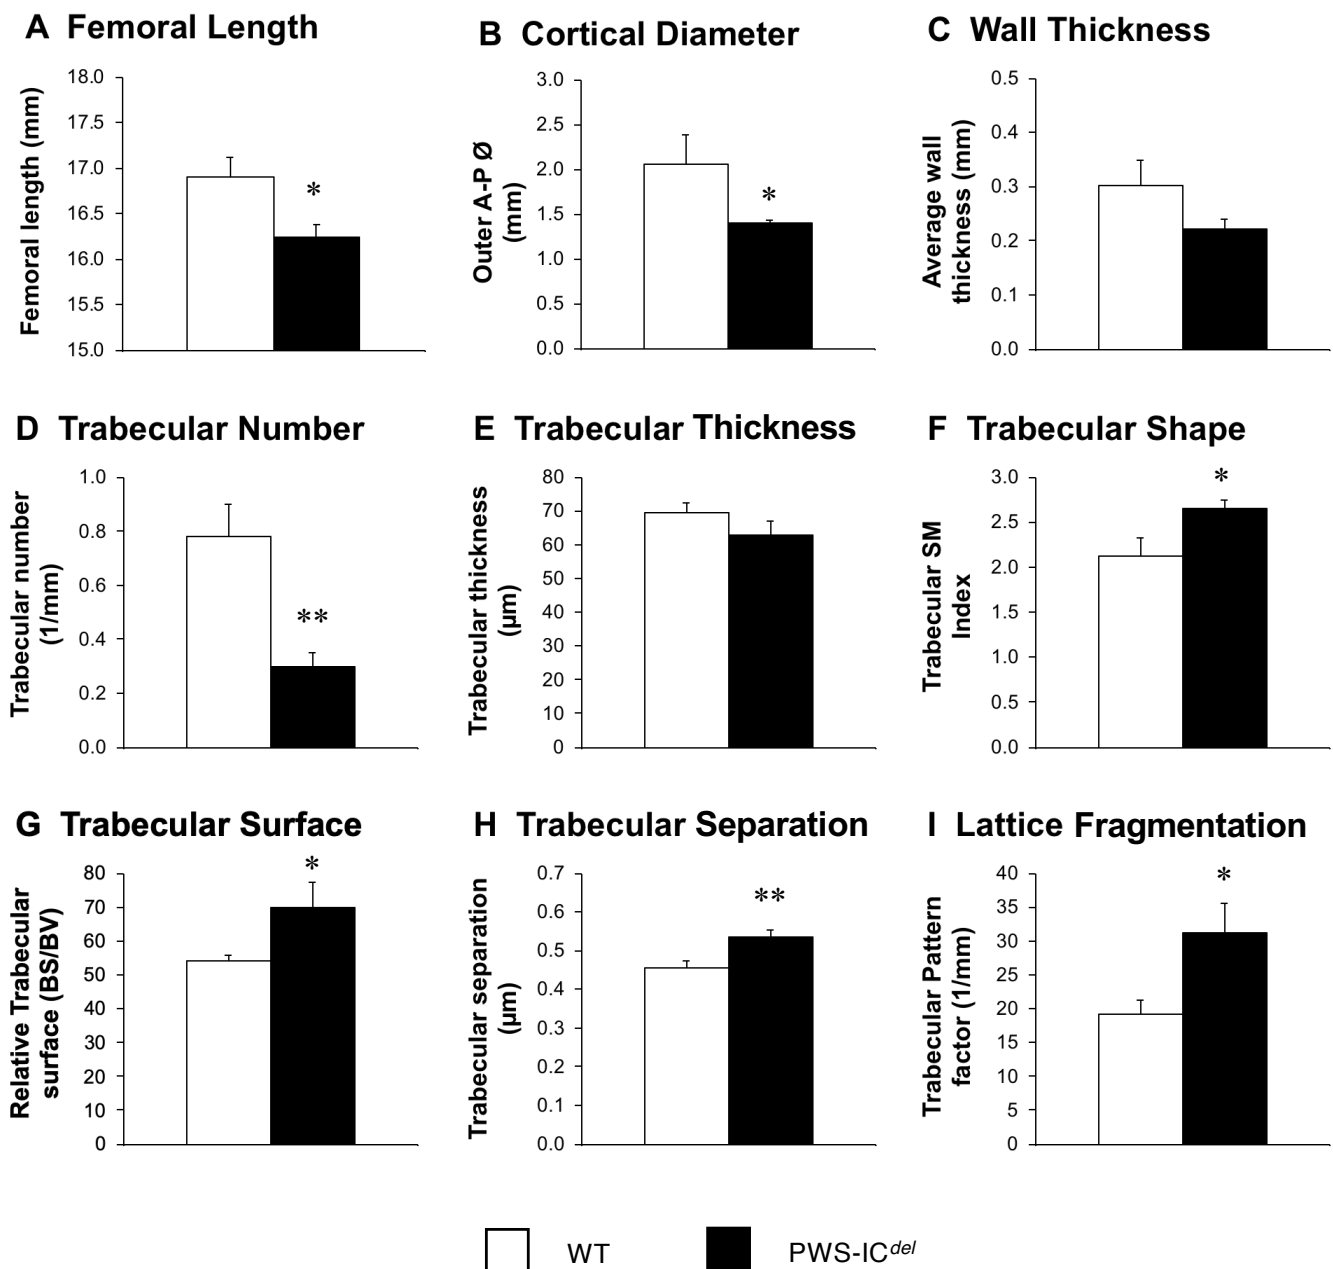 A Femoral Length
Femoral length (mm)
18.0
17.5
17.0
16.5
16.0
15.5
15.0
*
B Cortical Diameter
Outer A-P Ø
(mm)
3.0
2.5
2.0
1.5
1.0
0.5
0.0
*
C Wall Thickness
Average wall
thickness (mm)
0.5
0.4
0.3
0.2
0.1
0.0
D Trabecular Number
Trabecular number
(1/mm)
1.0
0.8
0.6
0.4
0.2
0.0
**
E Trabecular Thickness
Trabecular thickness
(µm)
80
70
60
50
40
30
20
10
0
F Trabecular Shape
Trabecular SM
Index
3.0
2.5
2.0
1.5
1.0
0.5
0.0
*
G Trabecular Surface
Relative Trabecular
surface (BS/BV)
80
70
60
50
40
30
20
10
0
*
H Trabecular Separation
Trabecular separation
(µm)
0.7
0.6
0.5
0.4
0.3
0.2
0.1
0.0
**
I Lattice Fragmentation
Trabecular Pattern
factor (1/mm)
40
35
30
25
20
15
10
5
0
*
WT
PWS-ICdel